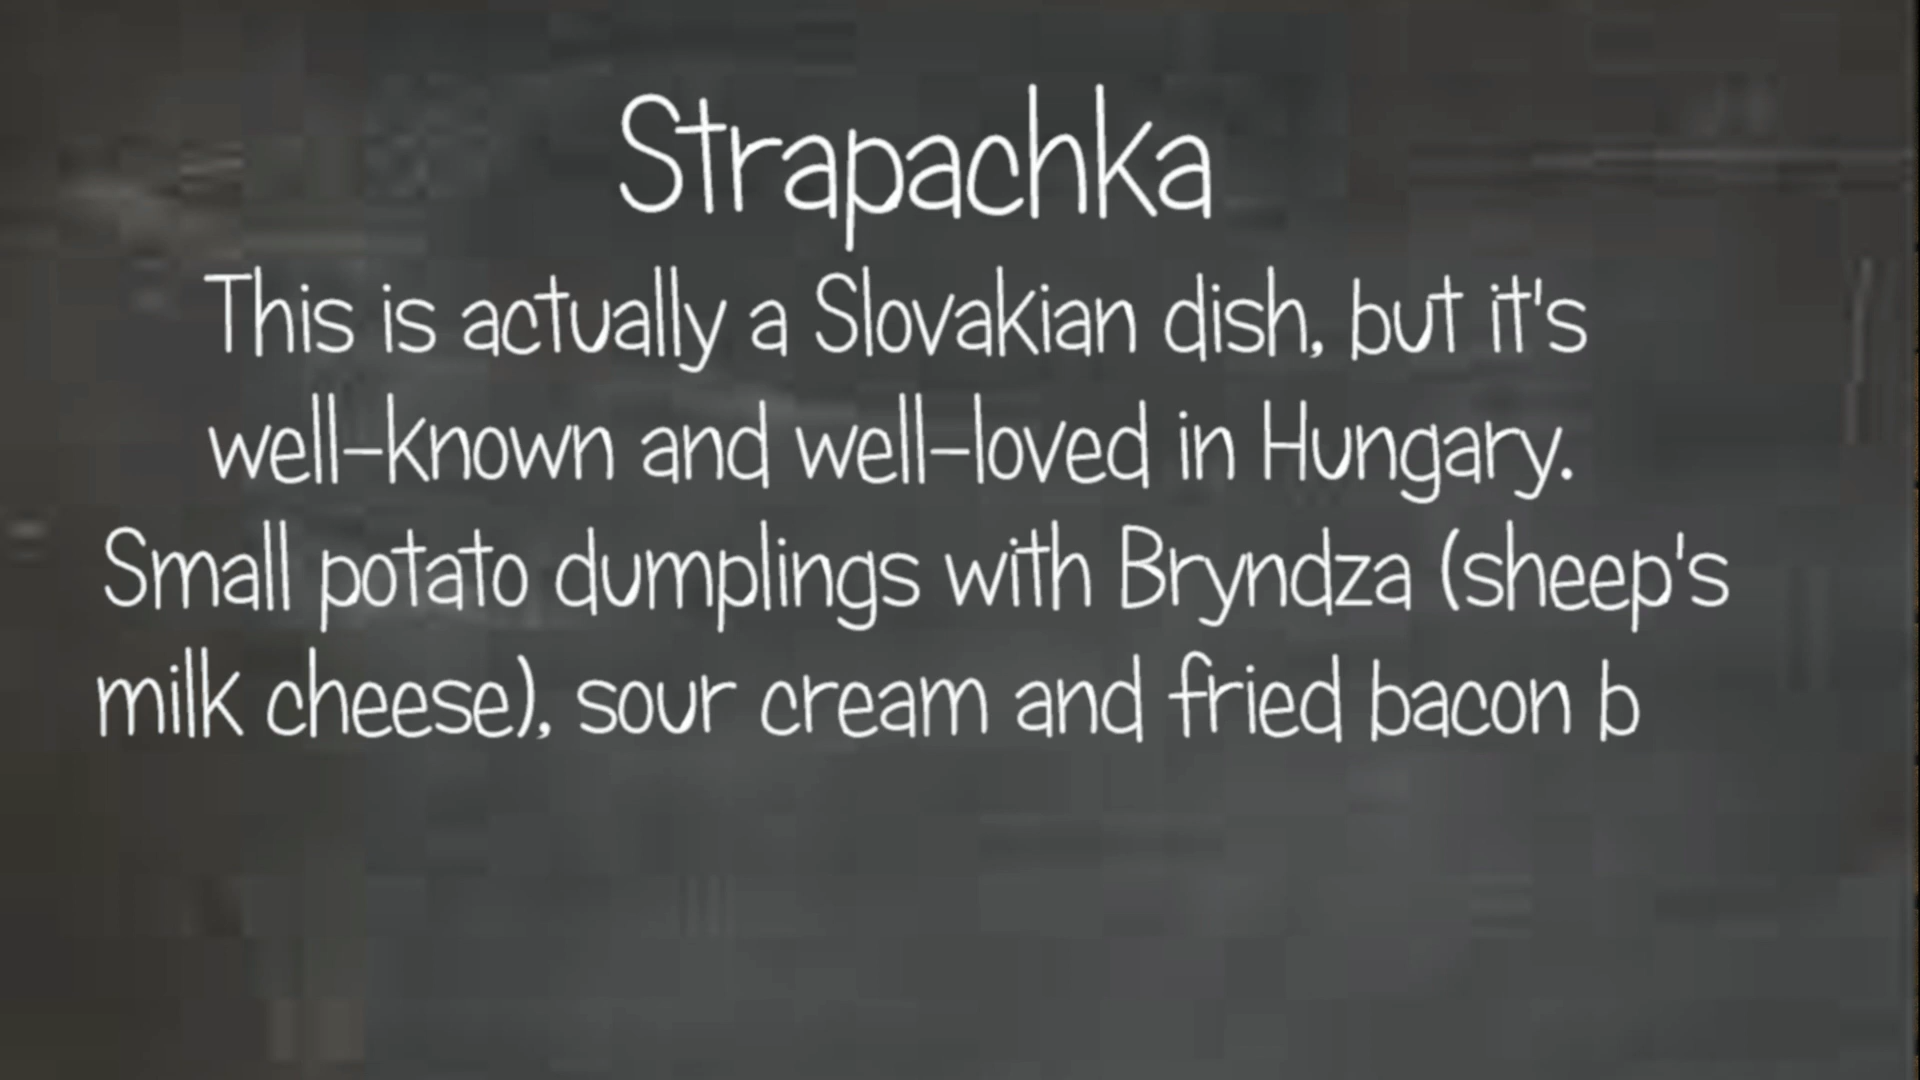 Strapachka
This is actually a Slovakian dish, but it's
well-known and well-loved in Hungary.
Small potato dumplings with Bryndza (sheep's
milk cheese), sour cream and fried bacon b